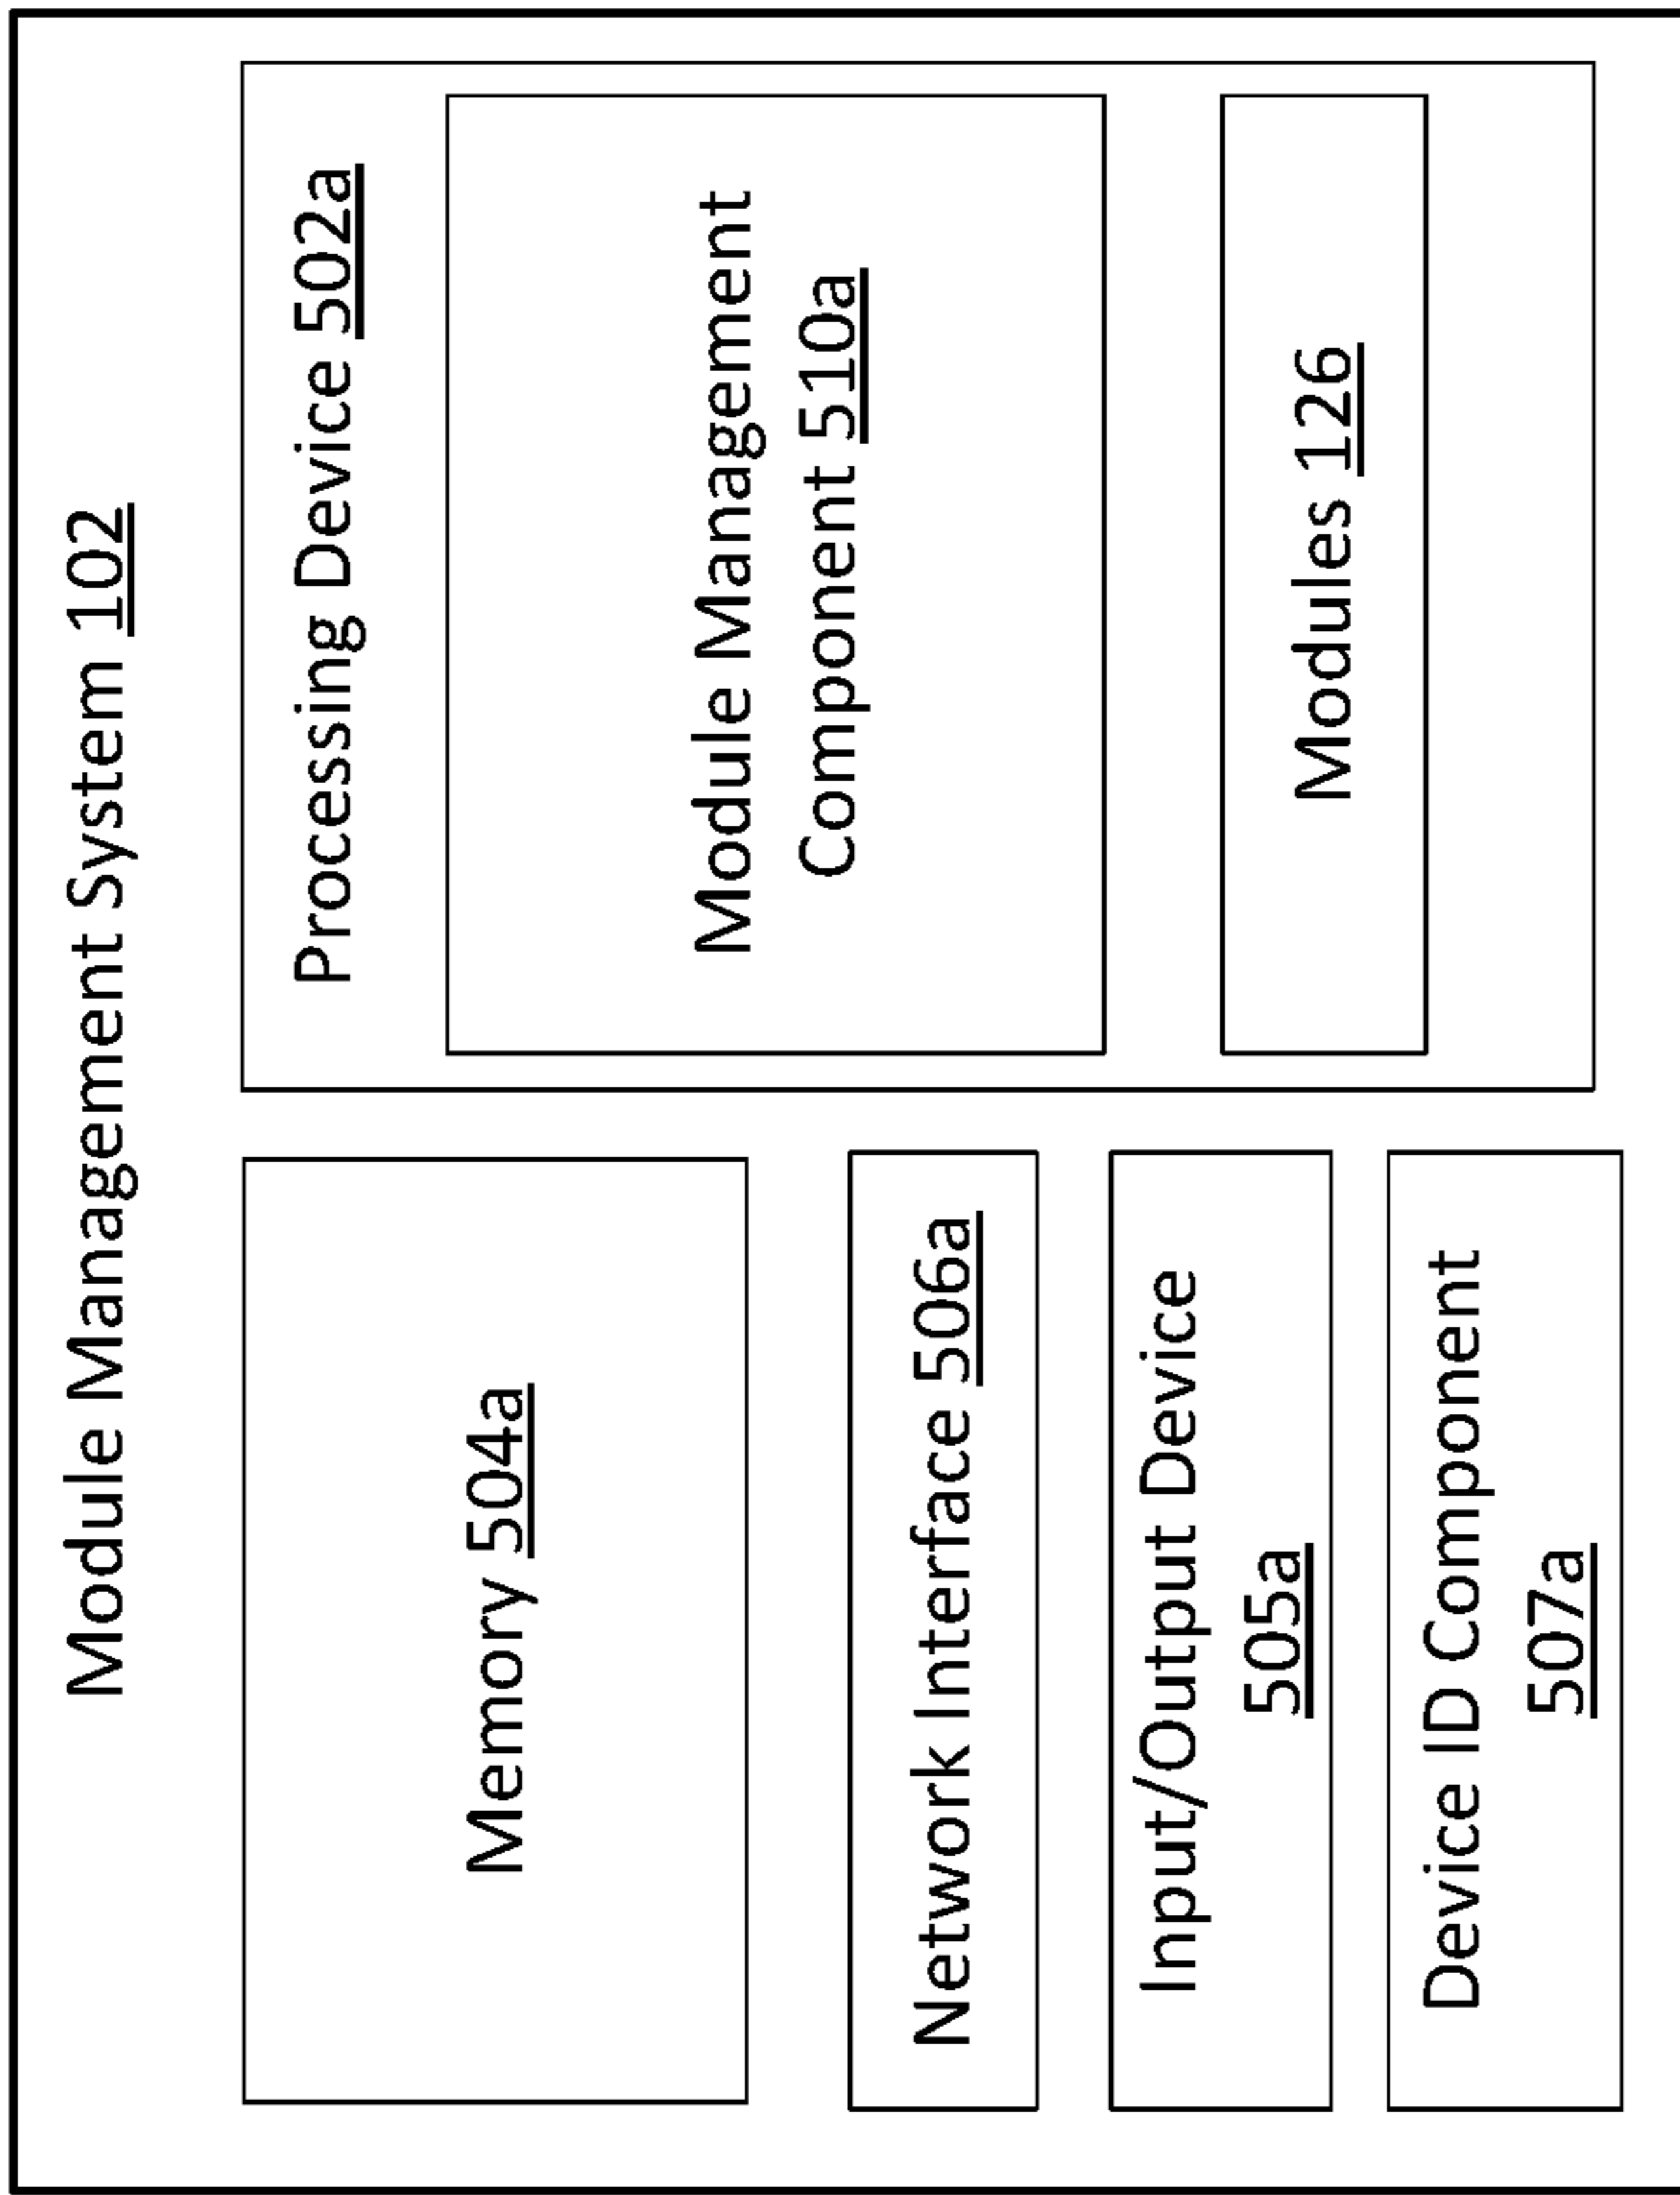 Module Management System 102
Memory 504a
Network Interface 506a
Input/Output Device
505a
Device ID Component
507a
Processing Device 502a
Module Management
Component 510a
Modules 126